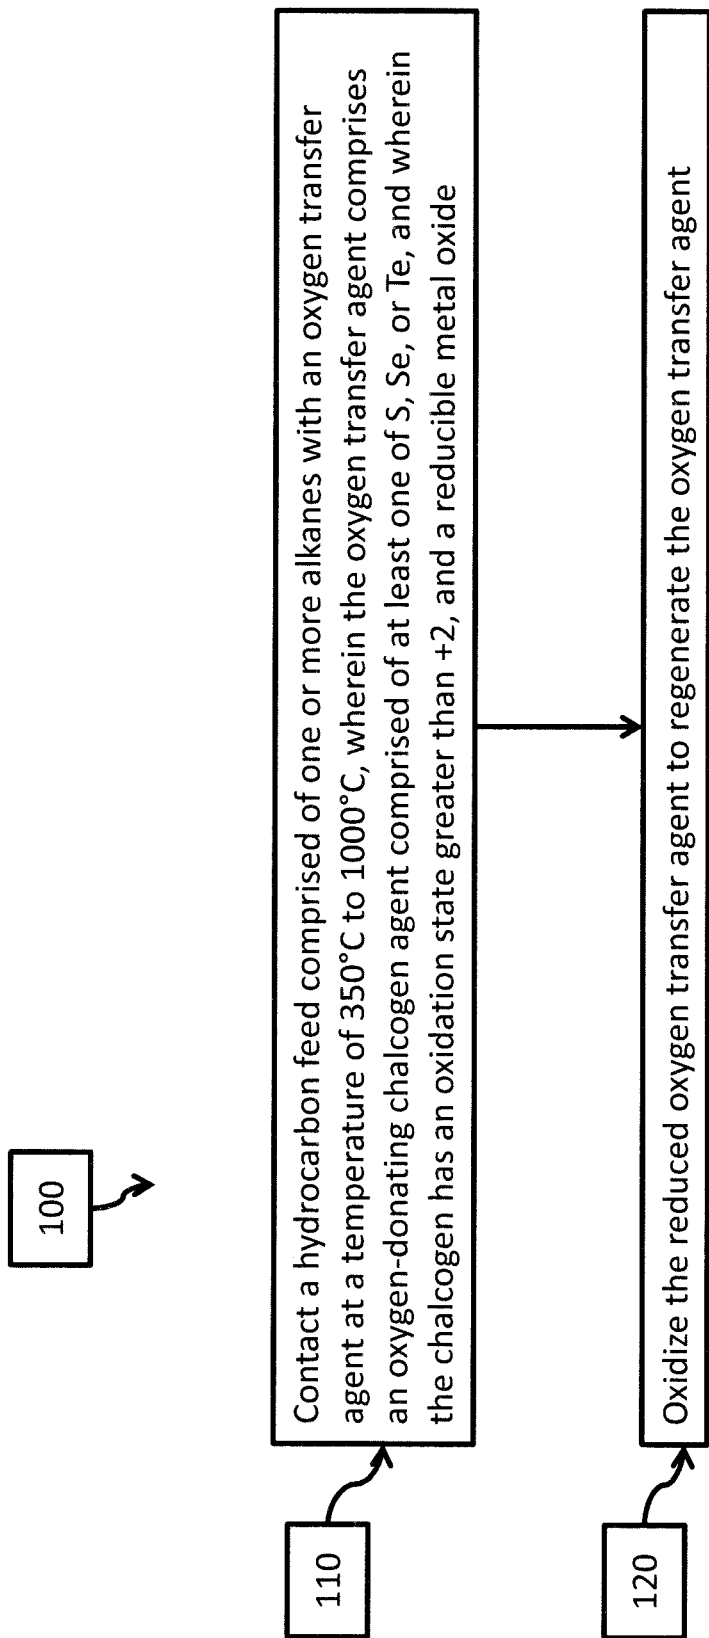 100
110
Contact a hydrocarbon feed comprised of one or more alkanes with an oxygen transfer
agent at a temperature of 350°C to 1000°C, wherein the oxygen transfer agent comprises
an oxygen-donating chalcogen agent comprised of at least one of S, Se, or Te, and wherein
the chalcogen has an oxidation state greater than +2, and a reducible metal oxide
120
Oxidize the reduced oxygen transfer agent to regenerate the oxygen transfer agent